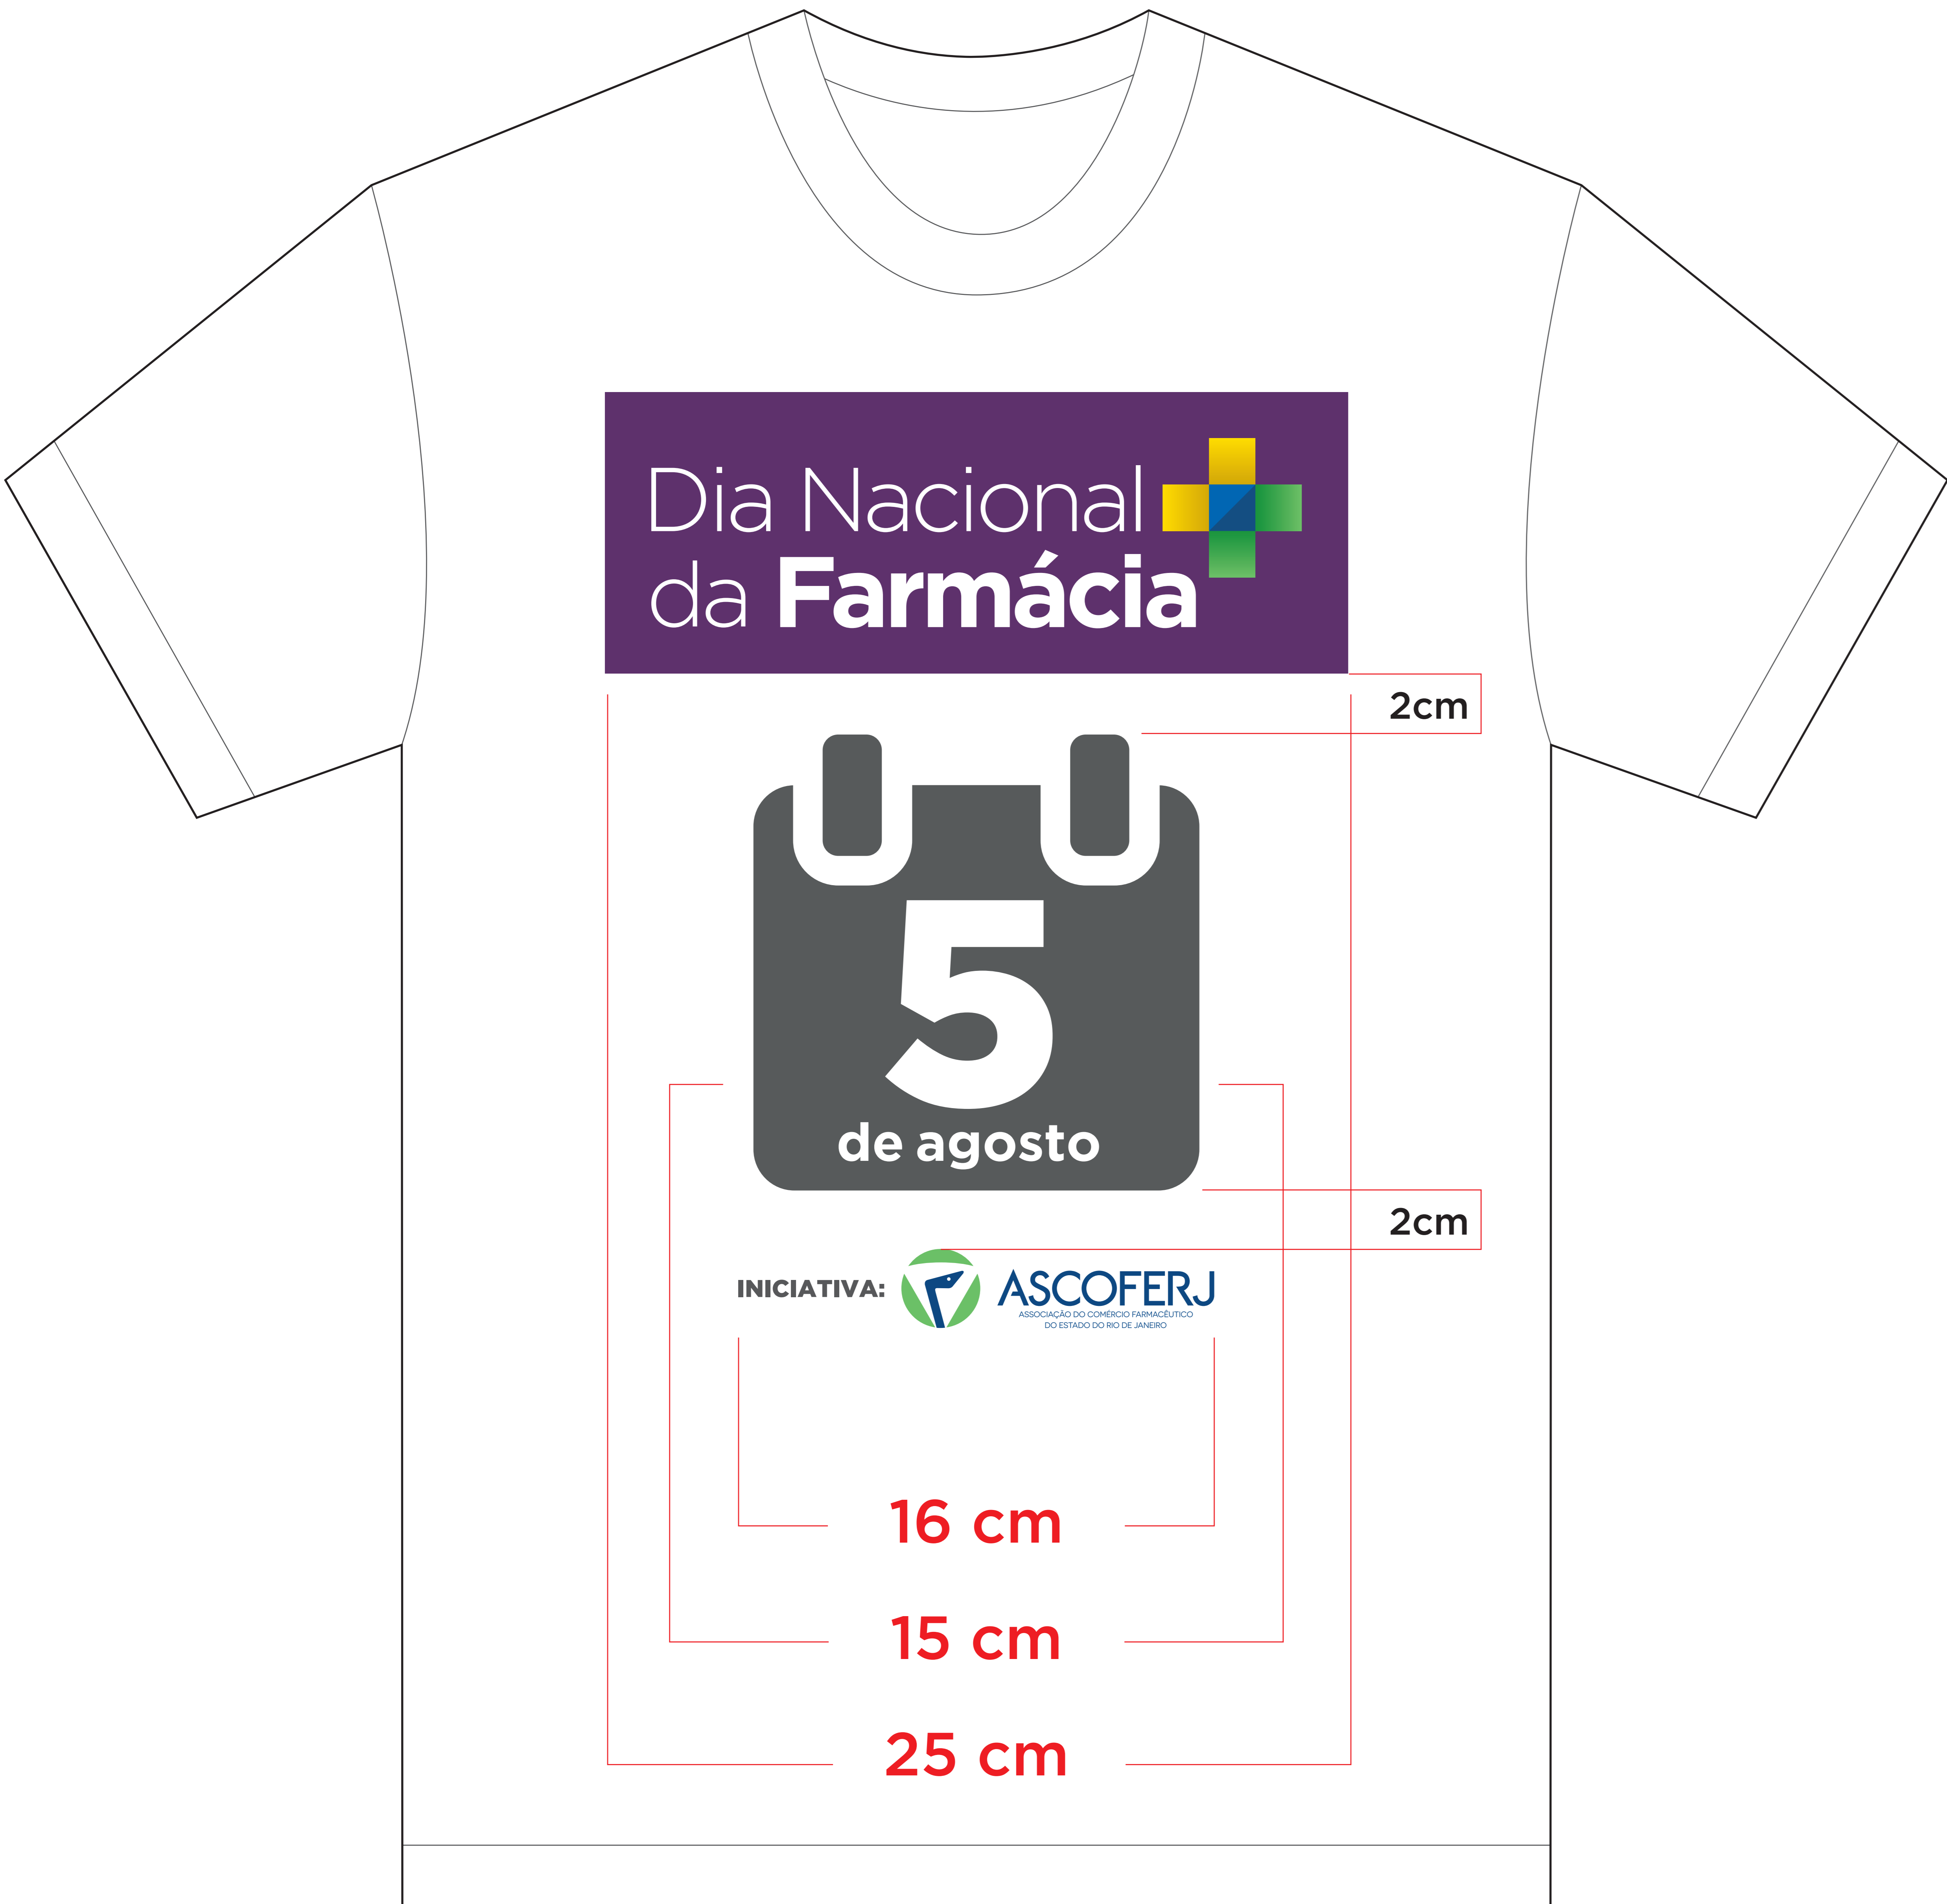 Dia Nacional
da Farmácia
2cm
5
de agosto
2cm
INICIATIVA:
ASCOFERJ
ASSOCIAÇÃO DO COMÉRCIO FARMACÊUTICO
DO ESTADO DO RIO DE JANEIRO
16 cm
15 cm
25 cm